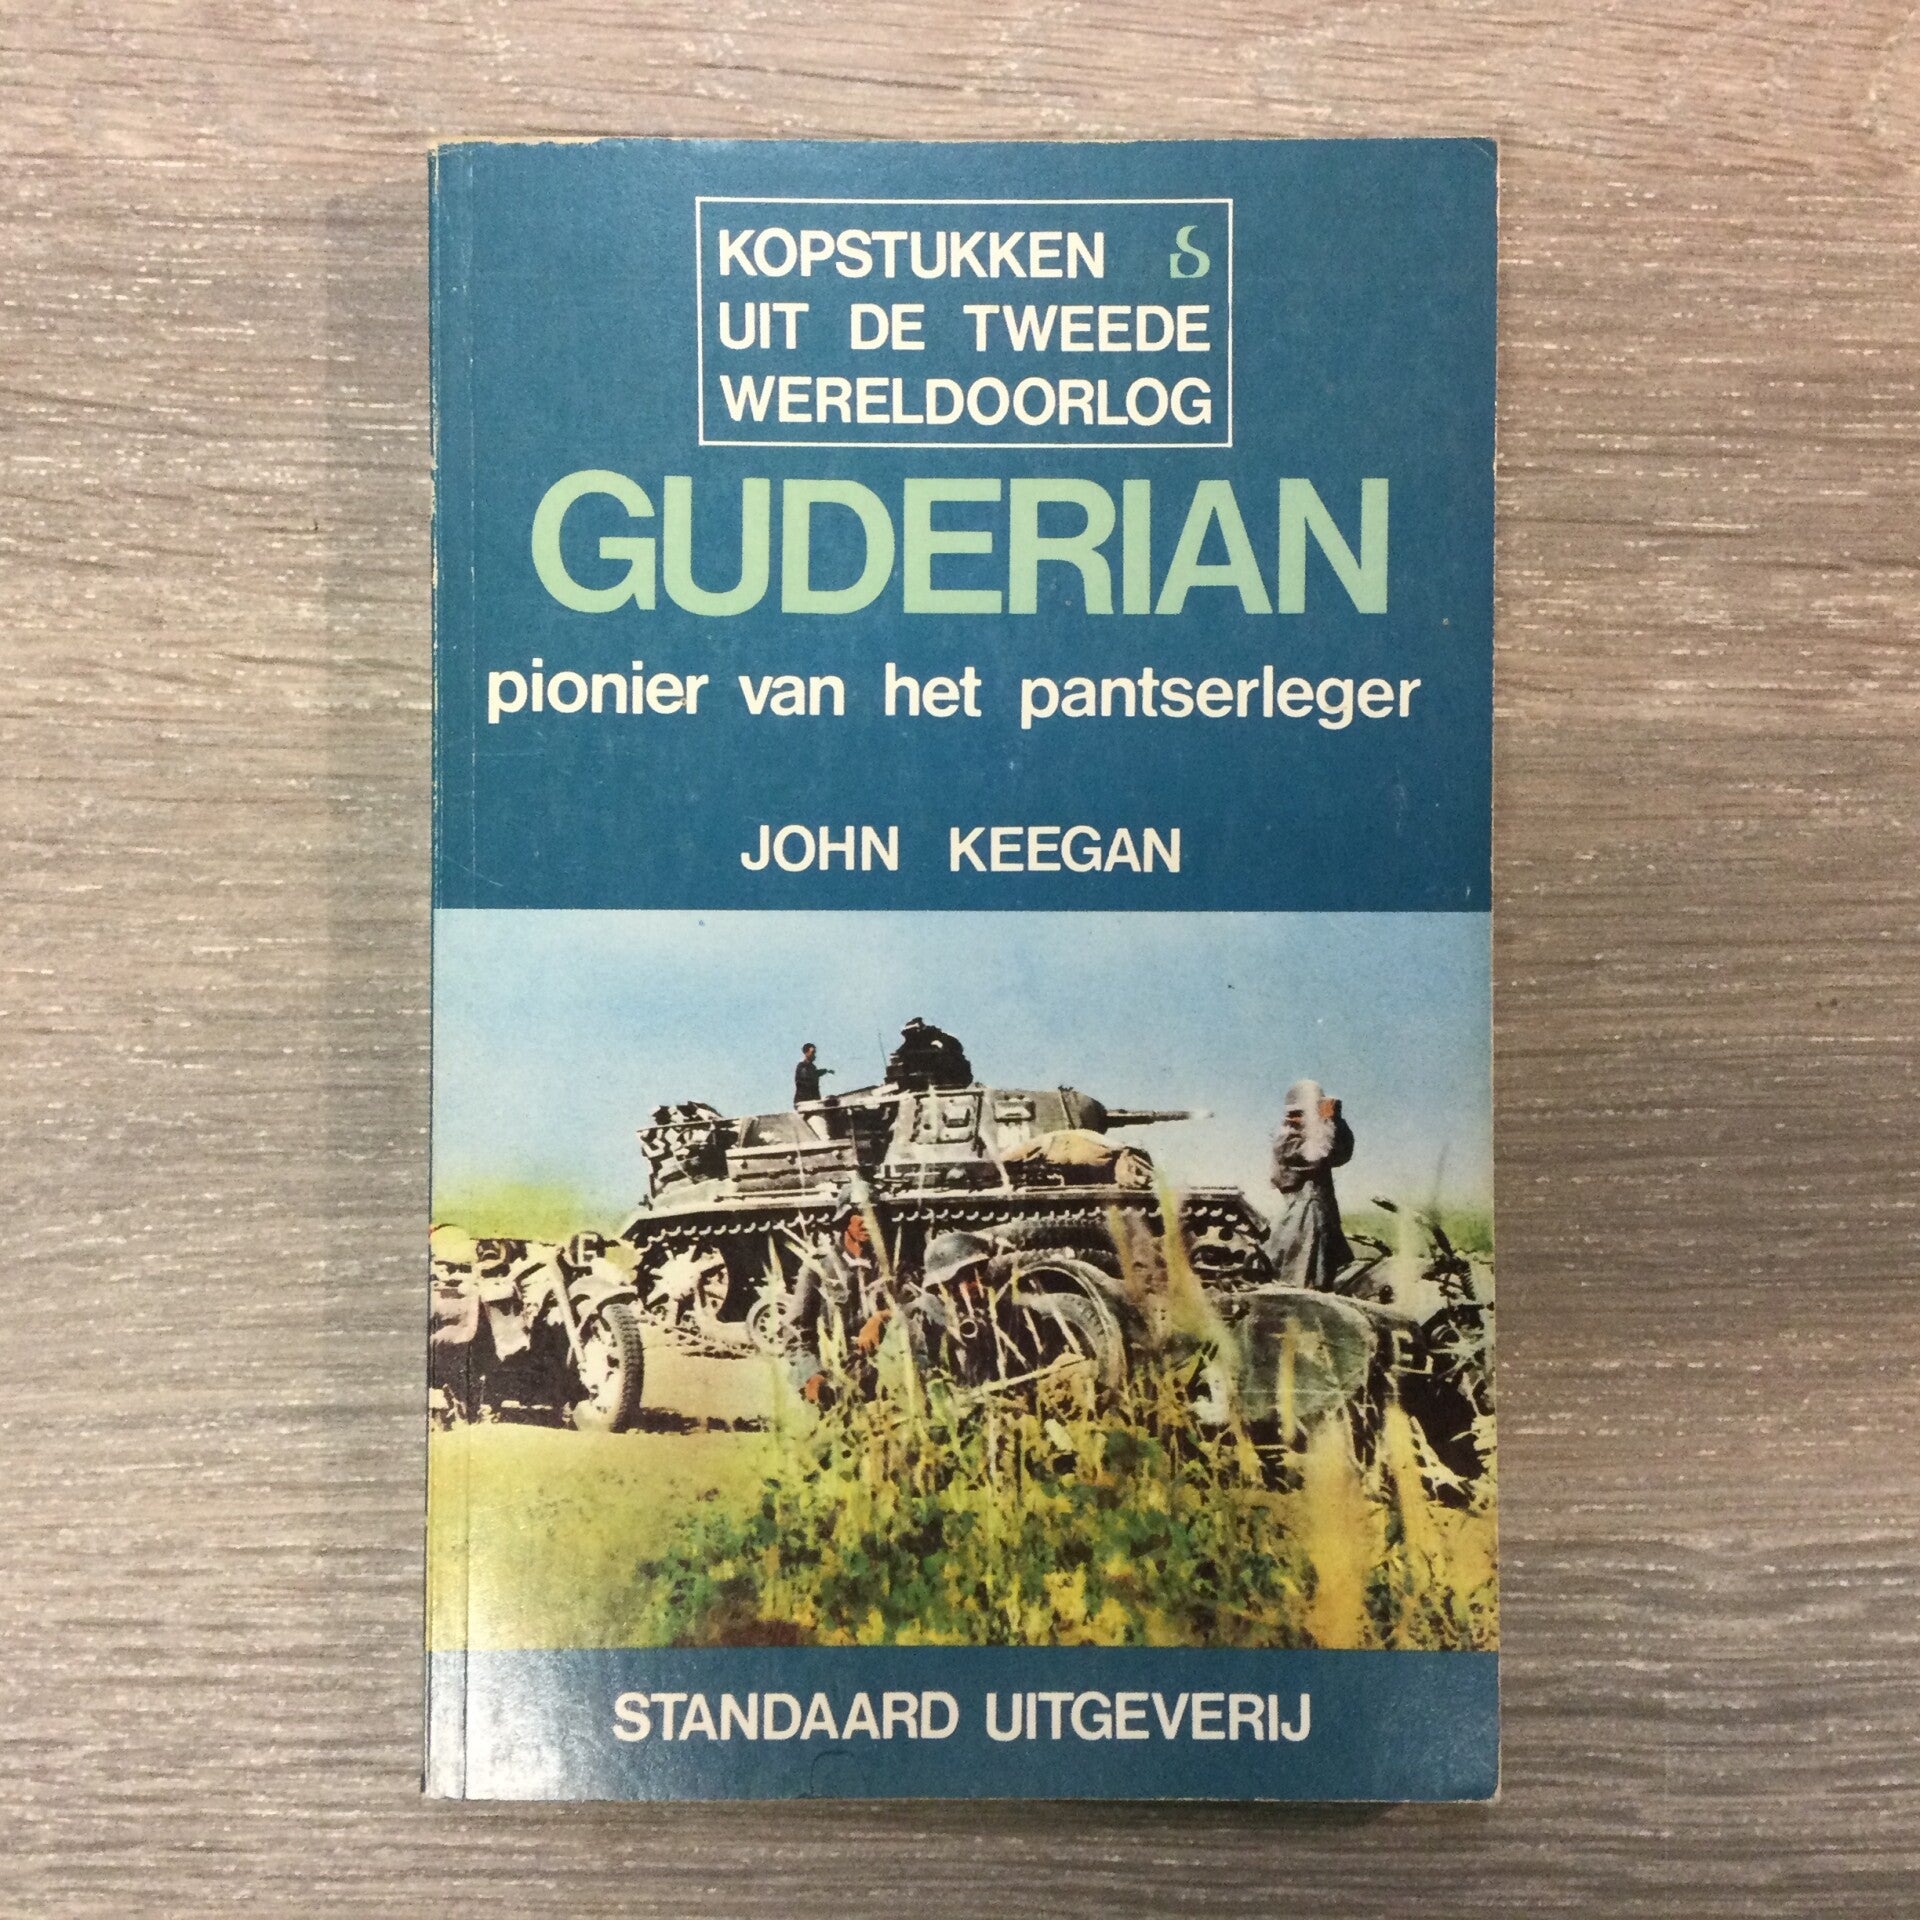 KOPSTUKKEN S
UIT DE TWEEDE
WERELDOORLOG
GUDERIAN
pionier van het pantserleger
JOHN KEEGAN
STANDAARD UITGEVERIJ